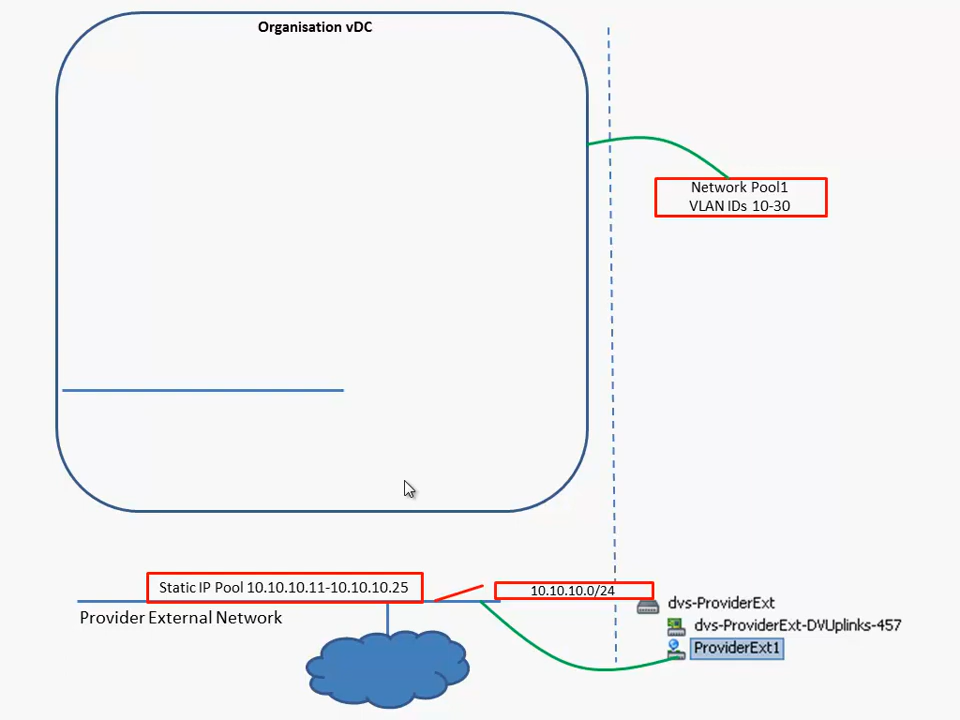 Organisation vDC
Network Pool1
VLAN IDs 10-30
Static IP Pool 10.10.10.11-10.10.10.25
10.10.10.0/24
dvs-ProviderExt
Provider External Network
dvs-ProviderExt-DVUplinks-457
ProviderExt1